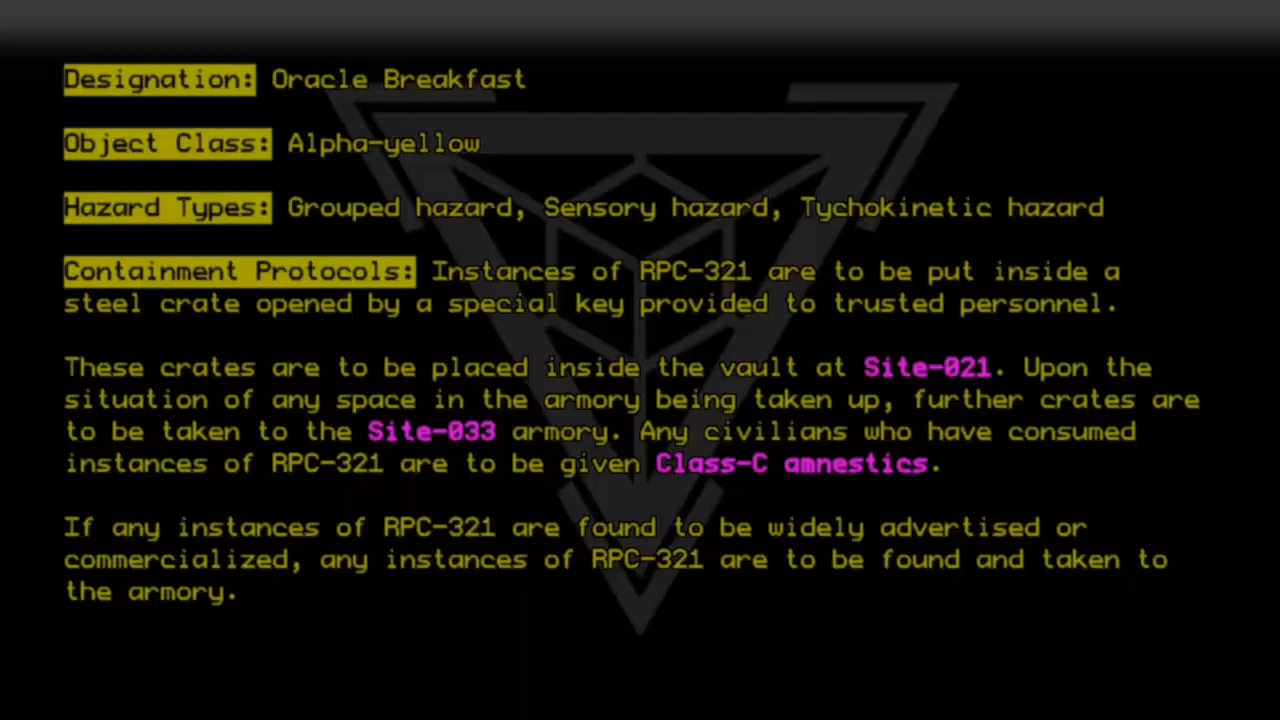 Designation: Oracle Breakfast
Object Class: Alpha-yellow
Hazard Types: Grouped hazard, Sensory hazard, Tychokinetic hazard
Containment Protocols: Instances of RPC-321 are to be put inside a
steel crate opened by a special key provided to trusted personnel.
These crates are to be placed inside the vault at Site-021. Upon the
situation of any space in the armory being taken up, further crates are
to be taken to the Site-033 armory. Any civilians who have consumed
instances of RPC-321 are to be given Class-C amnestics.
If any instances of RPC-321 are found to be widely advertised or
commercialized, any instances of RPC-321 are to be found and taken to
the armory.